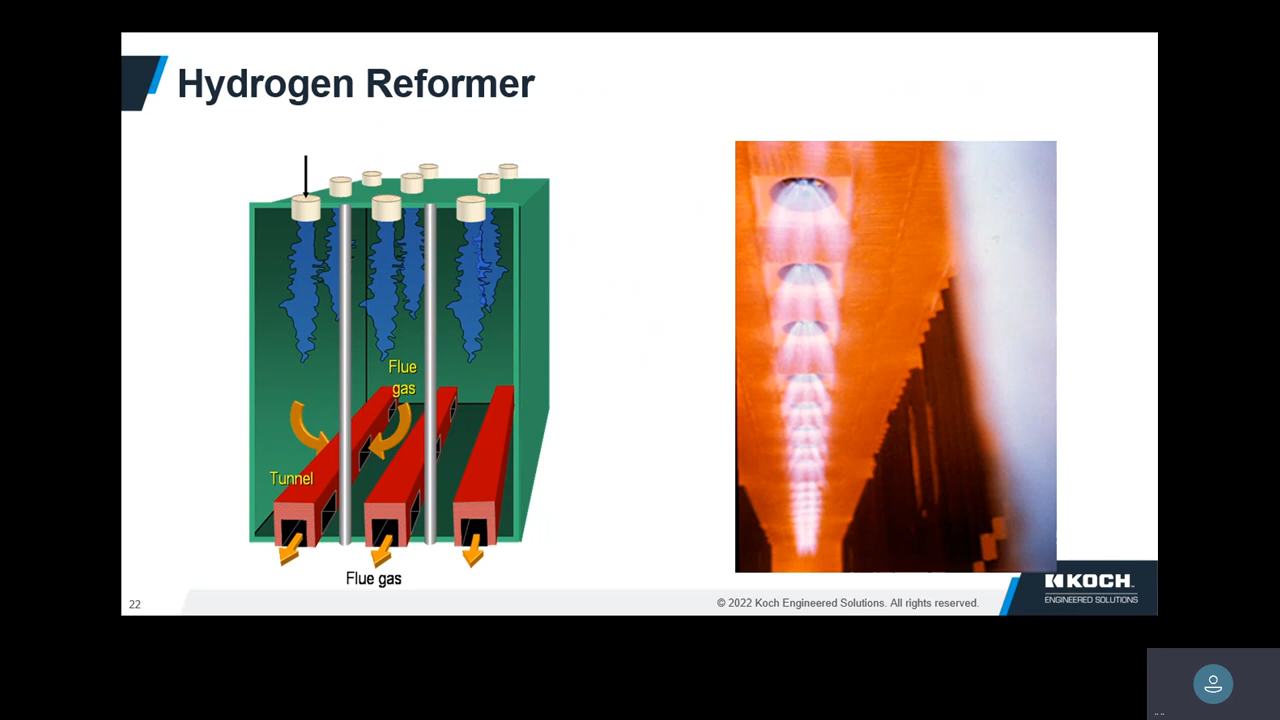 Hydrogen Reformer
Flue
gas
Tunnel
Flue gas
22
© 2022 Koch Engineered Solutions. All rights reserved.
KOCH
ENGINEERED SOLUTIONS